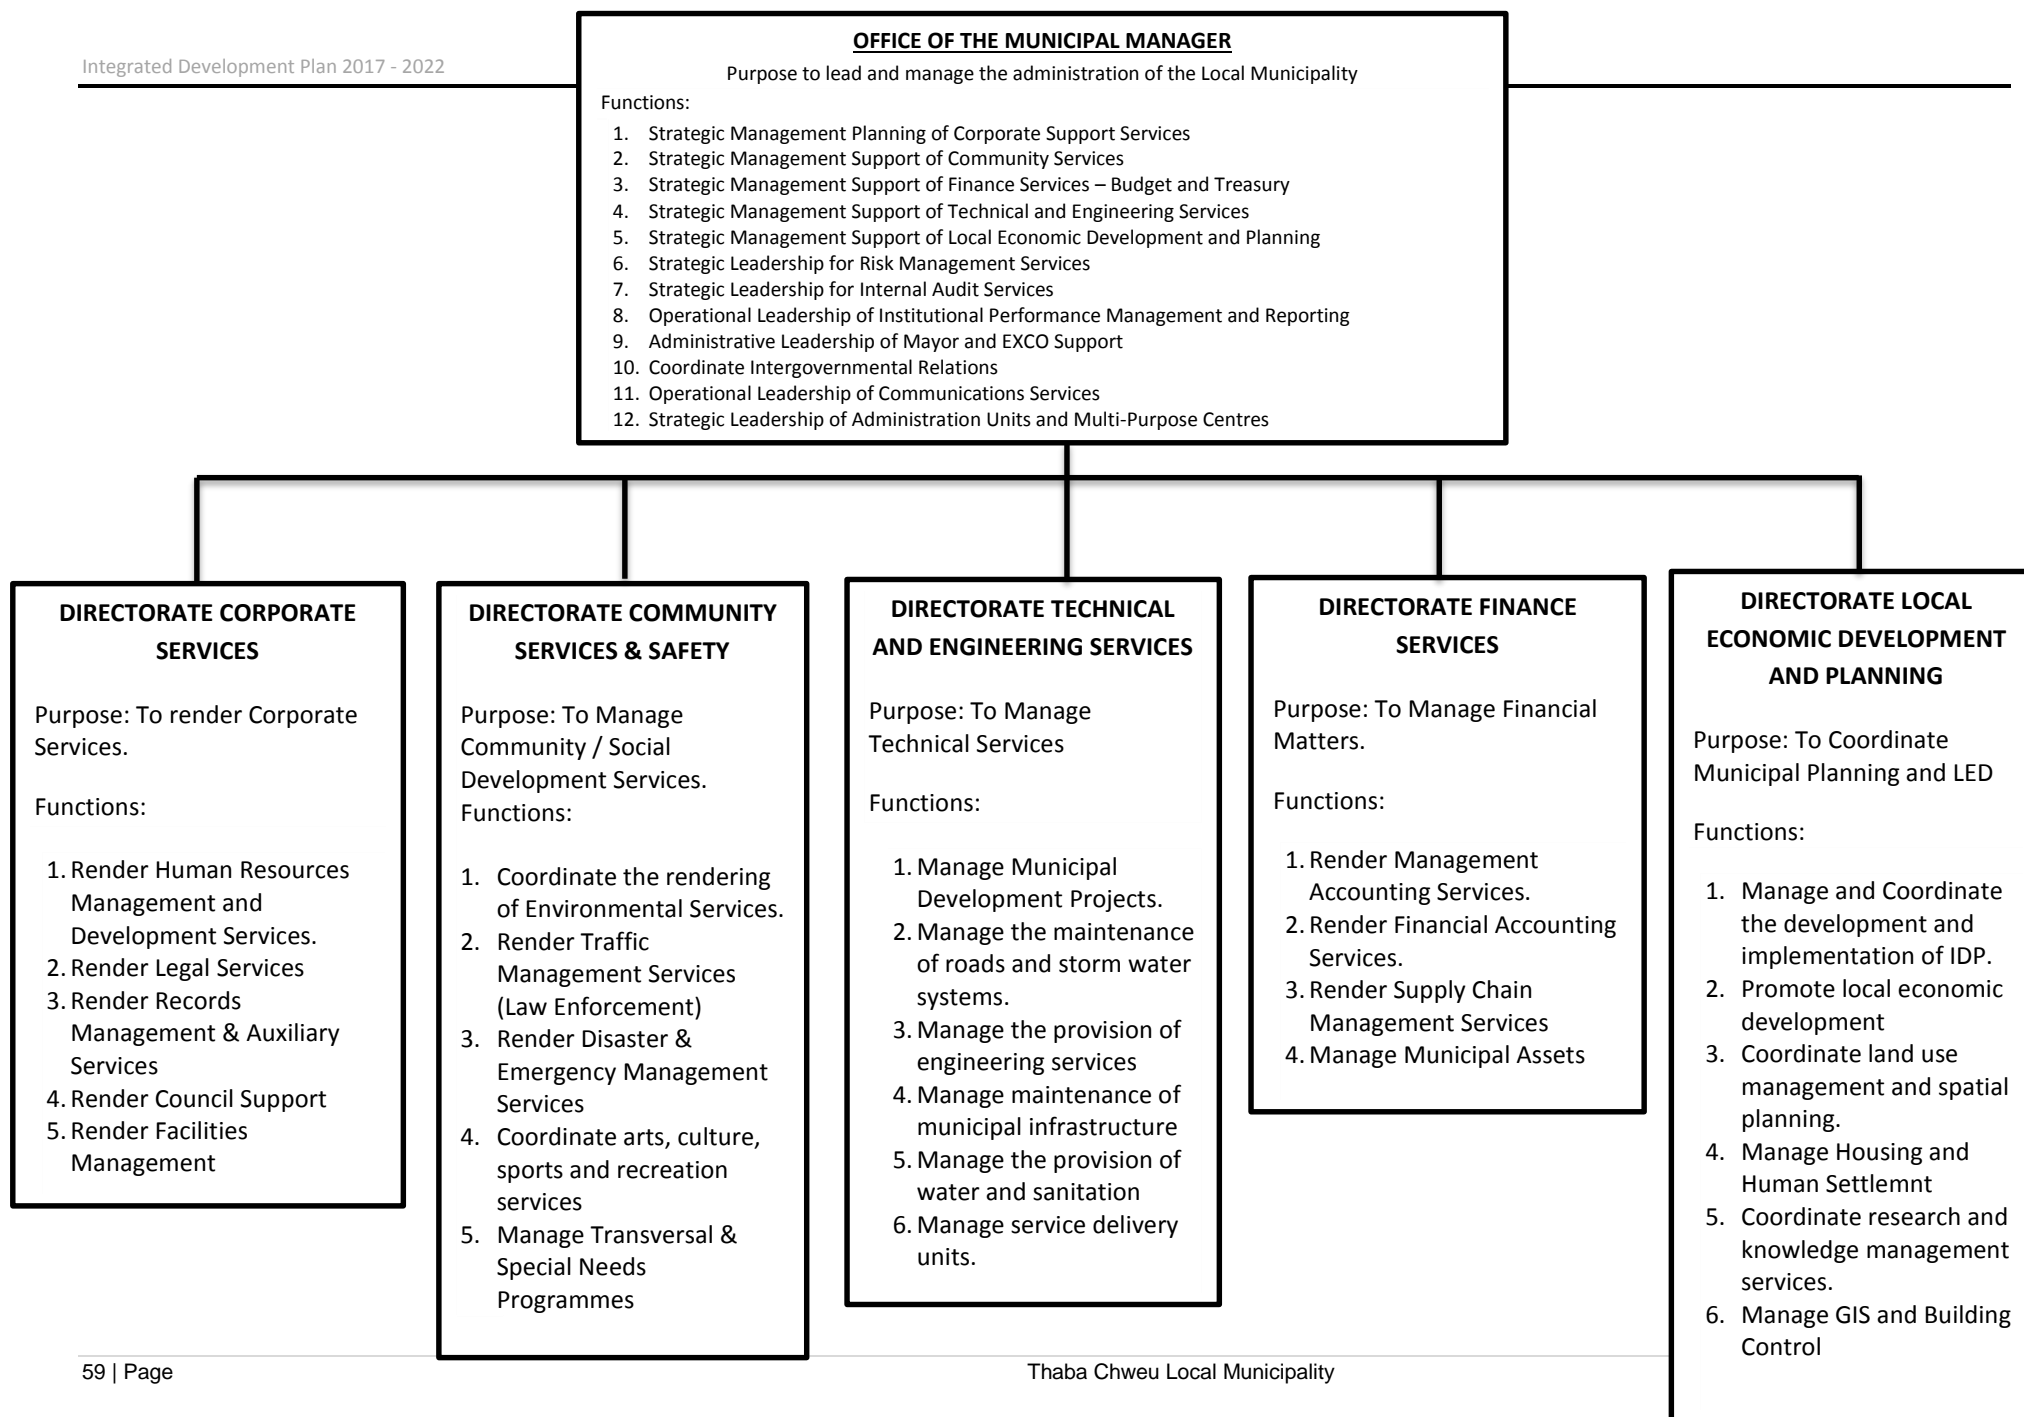 Integrated Development Plan 2017 - 2022
OFFICE OF THE MUNICIPAL MANAGER
Purpose to lead and manage the administration of the Local Municipality
Functions:
1. Strategic Management Planning of Corporate Support Services
2. Strategic Management Support of Community Services
3. Strategic Management Support of Finance Services – Budget and Treasury
4. Strategic Management Support of Technical and Engineering Services
5. Strategic Management Support of Local Economic Development and Planning
6. Strategic Leadership for Risk Management Services
7. Strategic Leadership for Internal Audit Services
8. Operational Leadership of Institutional Performance Management and Reporting
9. Administrative Leadership of Mayor and EXCO Support
10. Coordinate Intergovernmental Relations
11. Operational Leadership of Communications Services
12. Strategic Leadership of Administration Units and Multi-Purpose Centres
DIRECTORATE CORPORATE
SERVICES
Purpose: To render Corporate
Services.
Functions:
1. Render Human Resources
Management and
Development Services.
2. Render Legal Services
3. Render Records
Management & Auxiliary
Services
4. Render Council Support
5. Render Facilities
Management
DIRECTORATE COMMUNITY
SERVICES & SAFETY
Purpose: To Manage
Community / Social
Development Services.
Functions:
1. Coordinate the rendering
of Environmental Services.
2. Render Traffic
Management Services
(Law Enforcement)
3. Render Disaster &
Emergency Management
Services
4. Coordinate arts, culture,
sports and recreation
services
5. Manage Transversal &
Special Needs
Programmes
DIRECTORATE TECHNICAL
AND ENGINEERING SERVICES
Purpose: To Manage
Technical Services
Functions:
1. Manage Municipal
Development Projects.
2. Manage the maintenance
of roads and storm water
systems.
3. Manage the provision of
engineering services
4. Manage maintenance of
municipal infrastructure
5. Manage the provision of
water and sanitation
6. Manage service delivery
units.
DIRECTORATE FINANCE
SERVICES
Purpose: To Manage Financial
Matters.
Functions:
1. Render Management
Accounting Services.
2. Render Financial Accounting
Services.
3. Render Supply Chain
Management Services
4. Manage Municipal Assets
DIRECTORATE LOCAL
ECONOMIC DEVELOPMENT
AND PLANNING
Purpose: To Coordinate
Municipal Planning and LED
Functions:
1. Manage and Coordinate
the development and
implementation of IDP.
2. Promote local economic
development
3. Coordinate land use
management and spatial
planning.
4. Manage Housing and
Human Settlemnt
5. Coordinate research and
knowledge management
services.
6. Manage GIS and Building
Control
59 | Page
Thaba Chweu Local Municipality